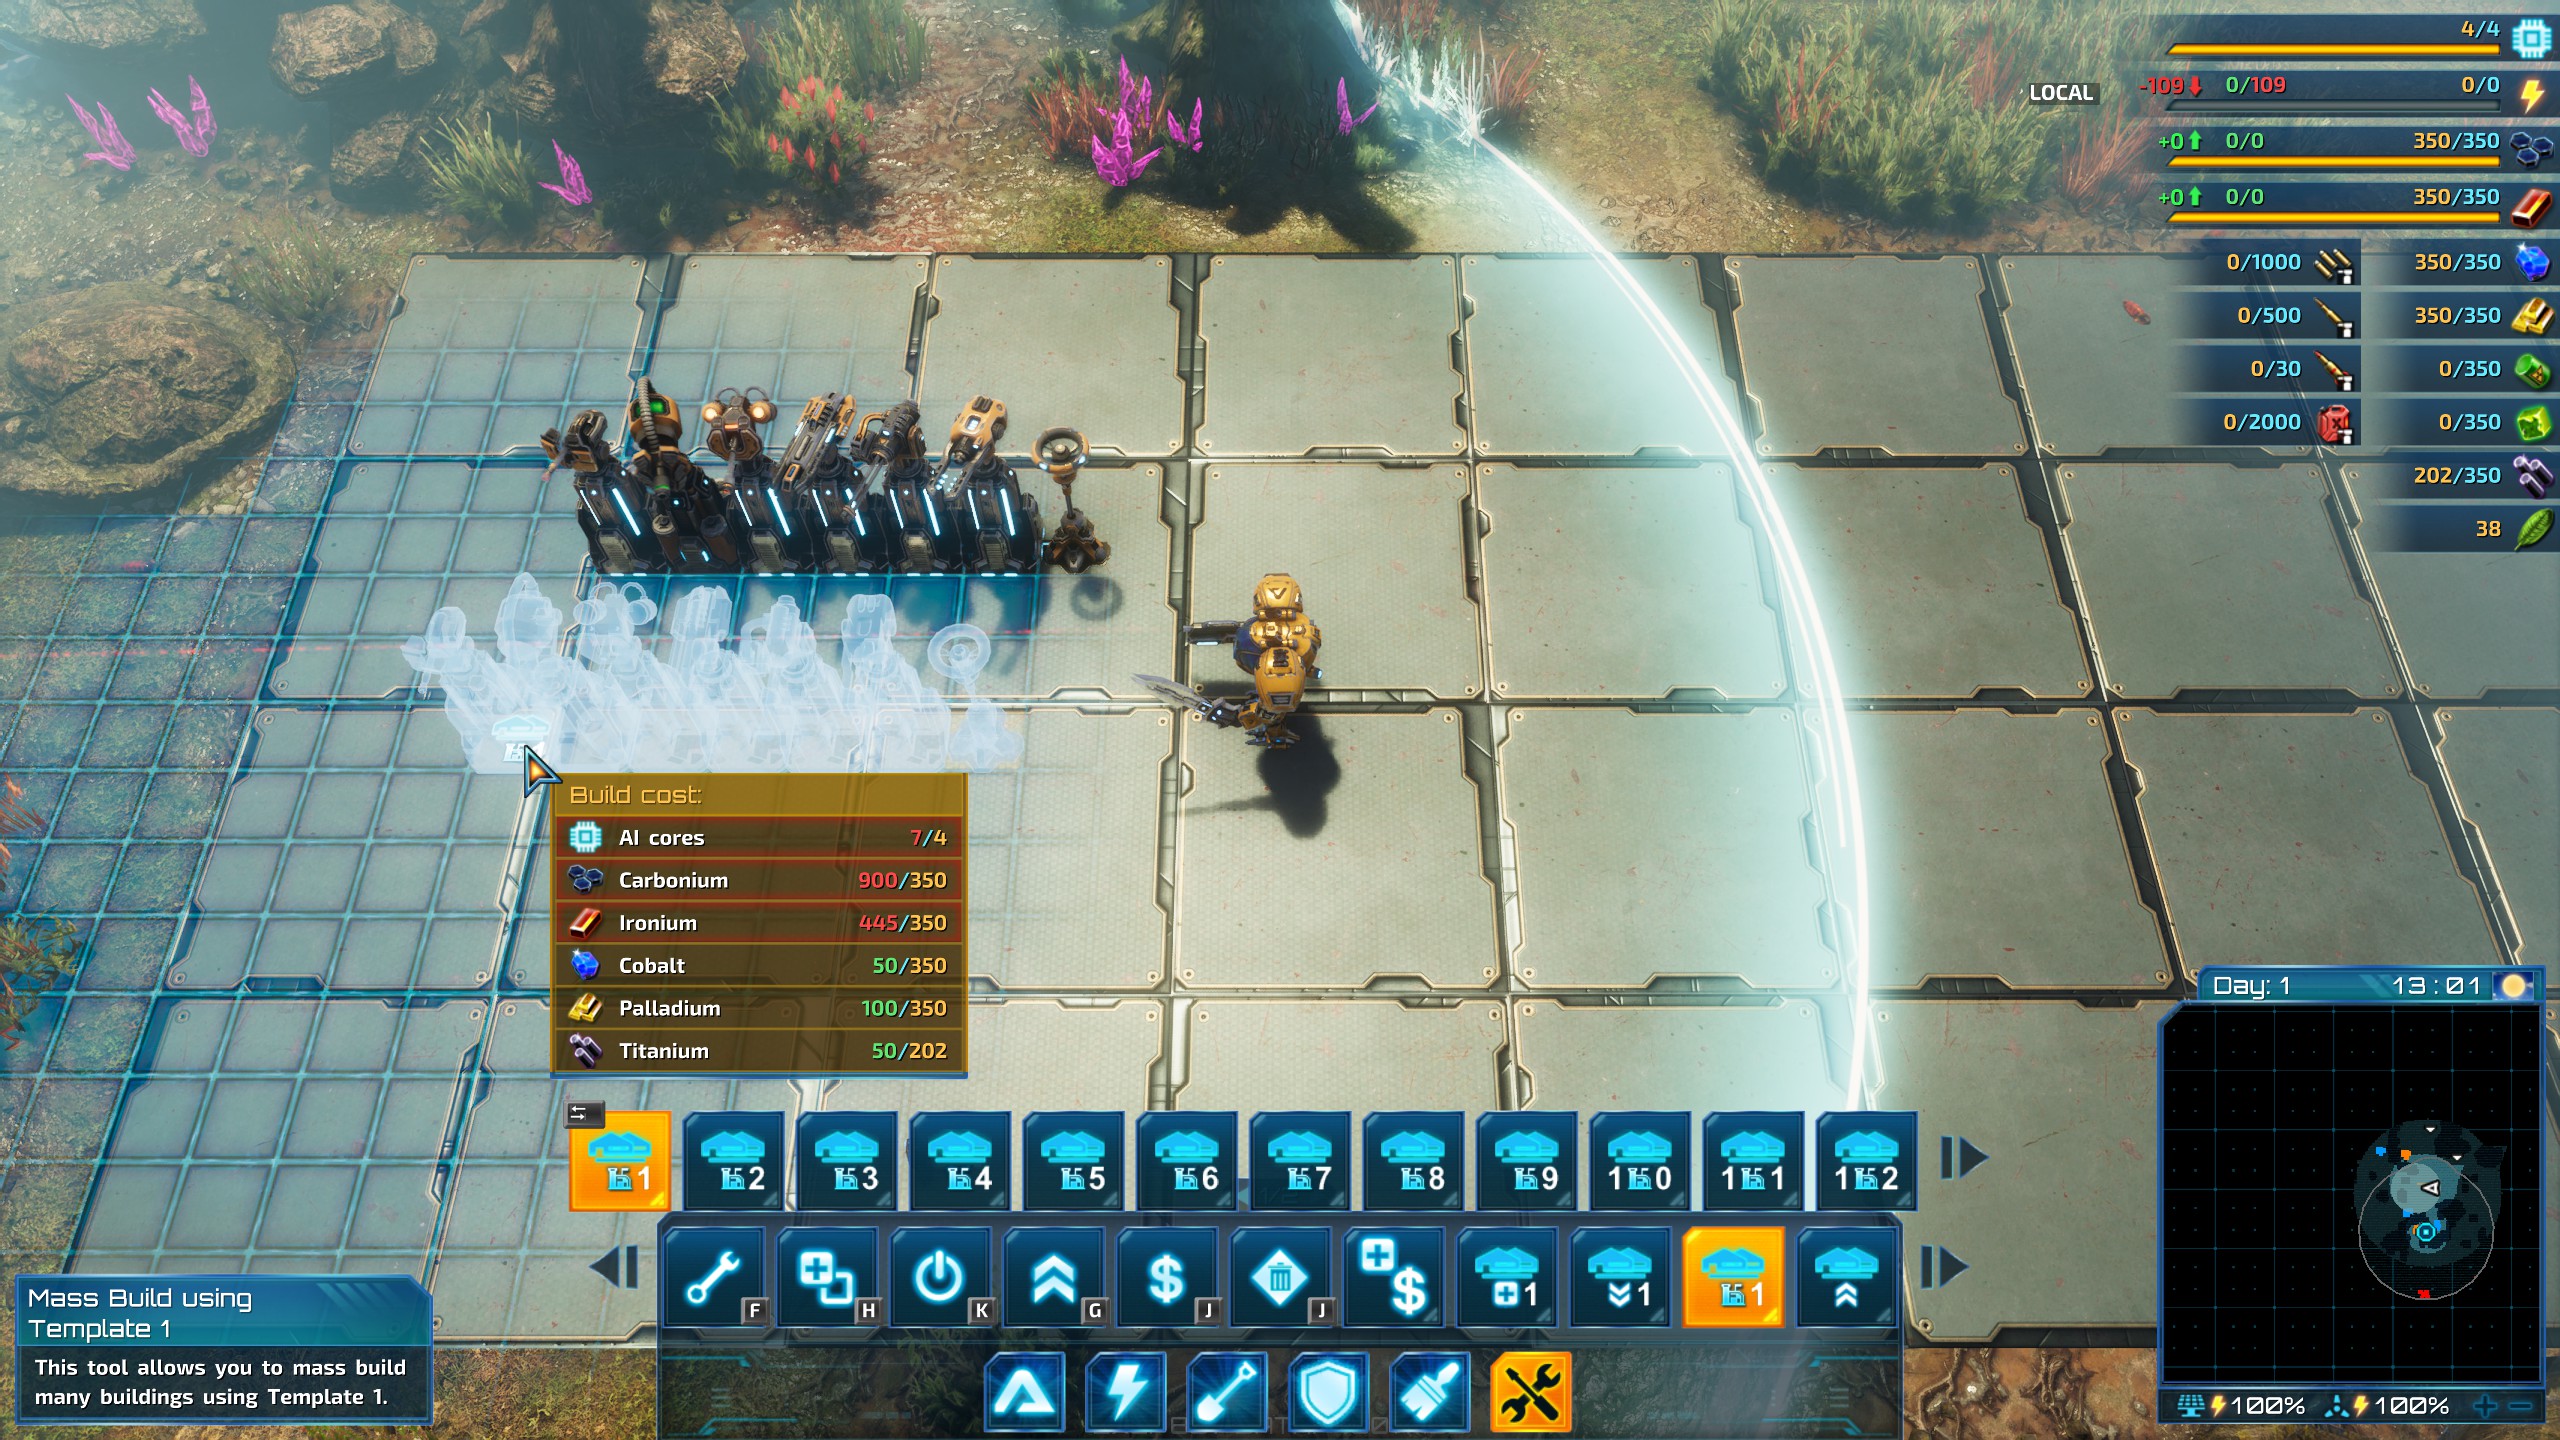 4/4
LOCAL
-109 0/109 0/0
+0 0/0 350/350
+0 0/0 350/350
0/1000 350/350
0/500 350/350
0/30 0/350
0/2000 0/350
202/350
38
Build cost:
AI cores 7/4
Carbonium 900/350
Ironium 445/350
Cobalt 50/350
Palladium 100/350
Titanium 50/202
Day: 1 13:01
1 2 3 4 5 6 7 8 9 10 11 12
F H K G J J $ 1 1 1
Mass Build using
Template 1
This tool allows you to mass build
many buildings using Template 1.
100% 100%